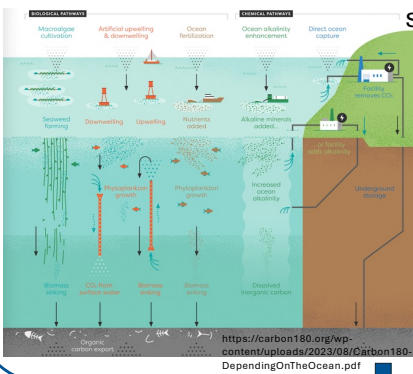 BIOLOGICAL PATHWAYS
CHEMICAL PATHWAYS
S
Macroalgae
cultivation
Artificial upwelling
& downwelling
Ocean
fertilization
Ocean alkalinity
enhancement
Direct ocean
capture
Facility
removes CO₂
Seaweed
farming
Downwelling
Upwelling
Nutrients
added
Alkaline minerals
added...
...or facility
adds alkalinity
Phytoplankton
growth
Phytoplankton
growth
Increased
ocean
alkalinity
Underground
storage
Biomass
sinking
CO₂ from
surface water
Biomass
sinking
Biomass
sinking
Dissolved
inorganic carbon
Organic
carbon export
https://carbon180.org/wp-
content/uploads/2023/08/Carbon180-
DependingOnTheOcean.pdf